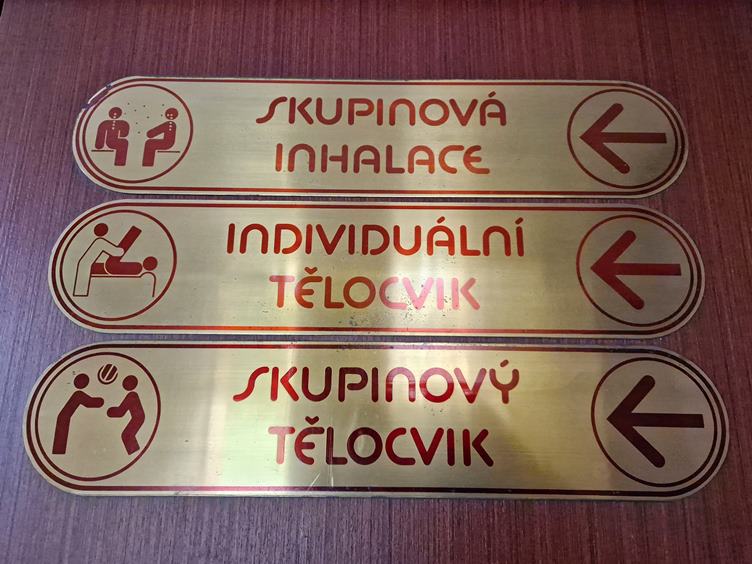 SKUPINOVÁ
INHALACE
INDIVIDUÁLNÍ
TĚLOCVIK
SKUPINOVÝ
TĚLOCVIK